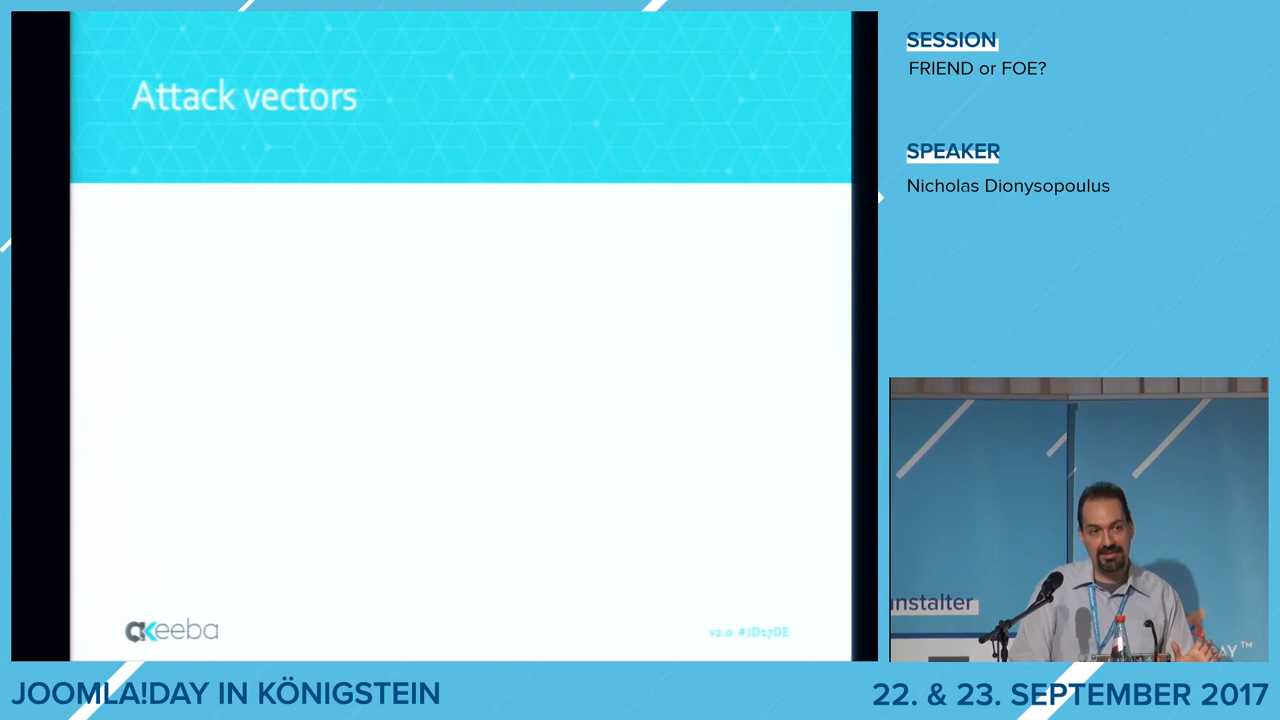 Attack vectors
akeeba
v2.0 #JD17DE
SESSION
FRIEND or FOE?
SPEAKER
Nicholas Dionysopoulus
nstalter
AY™
JOOMLA!DAY IN KÖNIGSTEIN
22. & 23. SEPTEMBER 2017